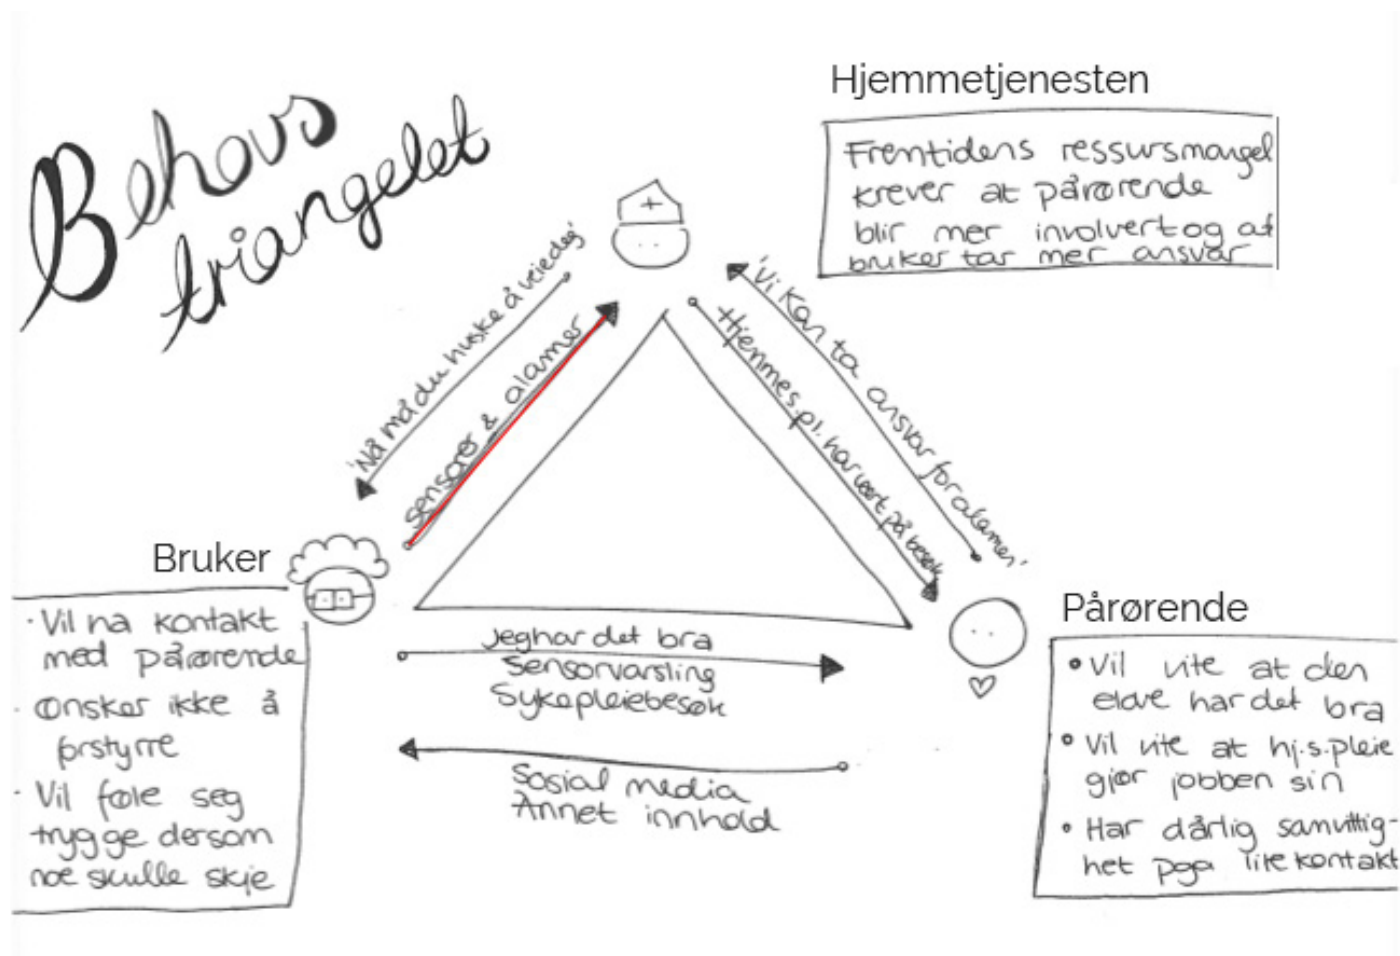 Behovs
triangelet
Hjemmetjenesten
Fremtidens ressursmangel
krever at pårørende
blir mer involvert og at
bruker tar mer ansvar
'Nå må du huske å veie deg'
Sensorer & alarmer
'Vi kan ta ansvar for alarmer'
Hjemmes.pl. har vært på besøk
Bruker
· Vil nå kontakt
med pårørende
· Ønsker ikke å
forstyrre
· Vil føle seg
trygge dersom
noe skulle skje
Jeg har det bra
Sensorvarsling
Sykepleiebesøk
Sosial media
Annet innhold
Pårørende
• Vil vite at den
eldre har det bra
• Vil vite at hj.s.pleie
gjør jobben sin
• Har dårlig samvittig-
het pga lite kontakt